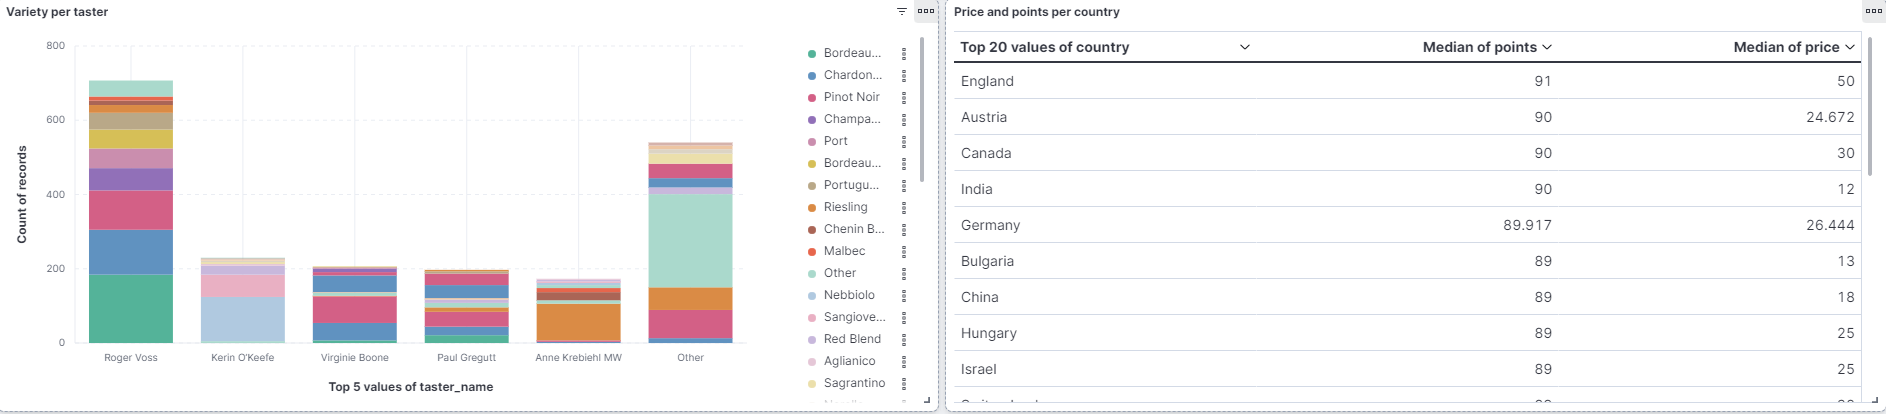 Variety per taster
800
600
400
200
0
Count of records
Roger Voss
Kerin O'Keefe
Virginie Boone
Paul Gregutt
Anne Krebiehl MW
Other
Top 5 values of taster_name
Bordeau...
Chardon...
Pinot Noir
Champa...
Port
Bordeau...
Portugu...
Riesling
Chenin B...
Malbec
Other
Nebbiolo
Sangiove...
Red Blend
Aglianico
Sagrantino
Price and points per country
Top 20 values of country Median of points Median of price
England 91 50
Austria 90 24.672
Canada 90 30
India 90 12
Germany 89.917 26.444
Bulgaria 89 13
China 89 18
Hungary 89 25
Israel 89 25